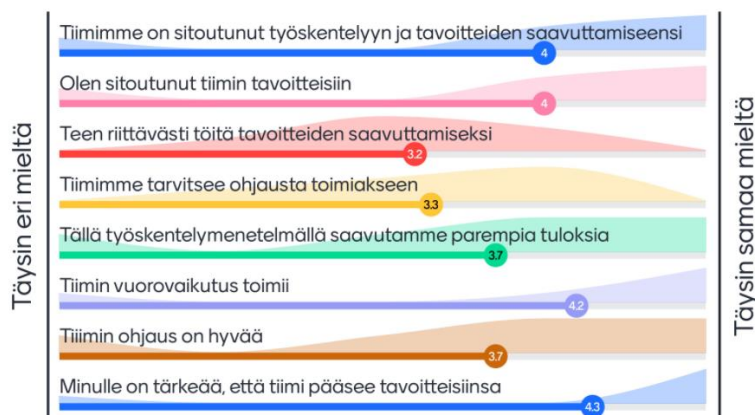 Täysin eri mieltä
Tiimimme on sitoutunut työskentelyyn ja tavoitteiden saavuttamiseensi
4
Olen sitoutunut tiimin tavoitteisiin
4
Teen riittävästi töitä tavoitteiden saavuttamiseksi
3.2
Tiimimme tarvitsee ohjausta toimiakseen
3.3
Tällä työskentelymenetelmällä saavutamme parempia tuloksia
3.7
Tiimin vuorovaikutus toimii
4.2
Tiiimin ohjaus on hyvää
3.7
Minulle on tärkeää, että tiimi pääsee tavoitteisiinsa
4.3
Täysin samaa mieltä